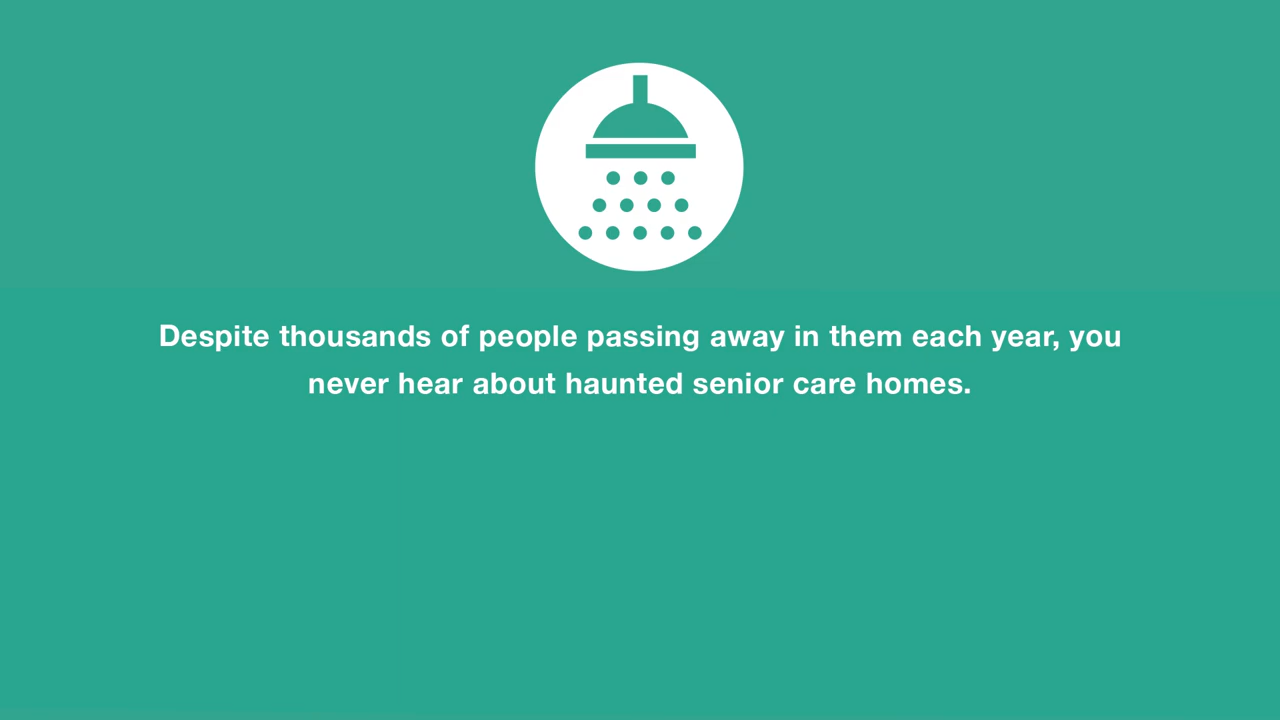 Despite thousands of people passing away in them each year, you
never hear about haunted senior care homes.